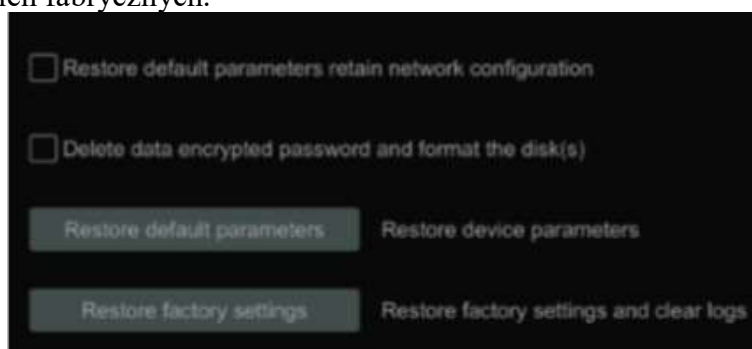 fabrycznych.
Restore default parameters retain network configuration
Delete data encrypted password and format the disk(s)
Restore default parameters Restore device parameters
Restore factory settings Restore factory settings and clear logs